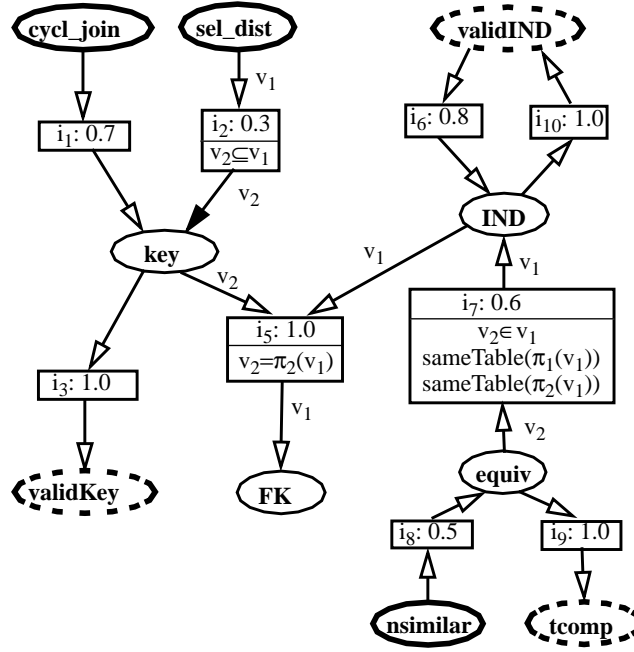 cycl_join
sel_dist
validIND
v₁
i₁: 0.7
i₂: 0.3
v₂⊆v₁
i₆: 0.8
i₁₀: 1.0
v₂
key
IND
v₂
v₁
v₁
i₃: 1.0
i₅: 1.0
v₂=π₂(v₁)
i₇: 0.6
v₂∈ v₁
sameTable(π₁(v₁))
sameTable(π₂(v₁))
v₁
v₂
validKey
FK
equiv
i₈: 0.5
i₉: 1.0
nsimilar
tcomp